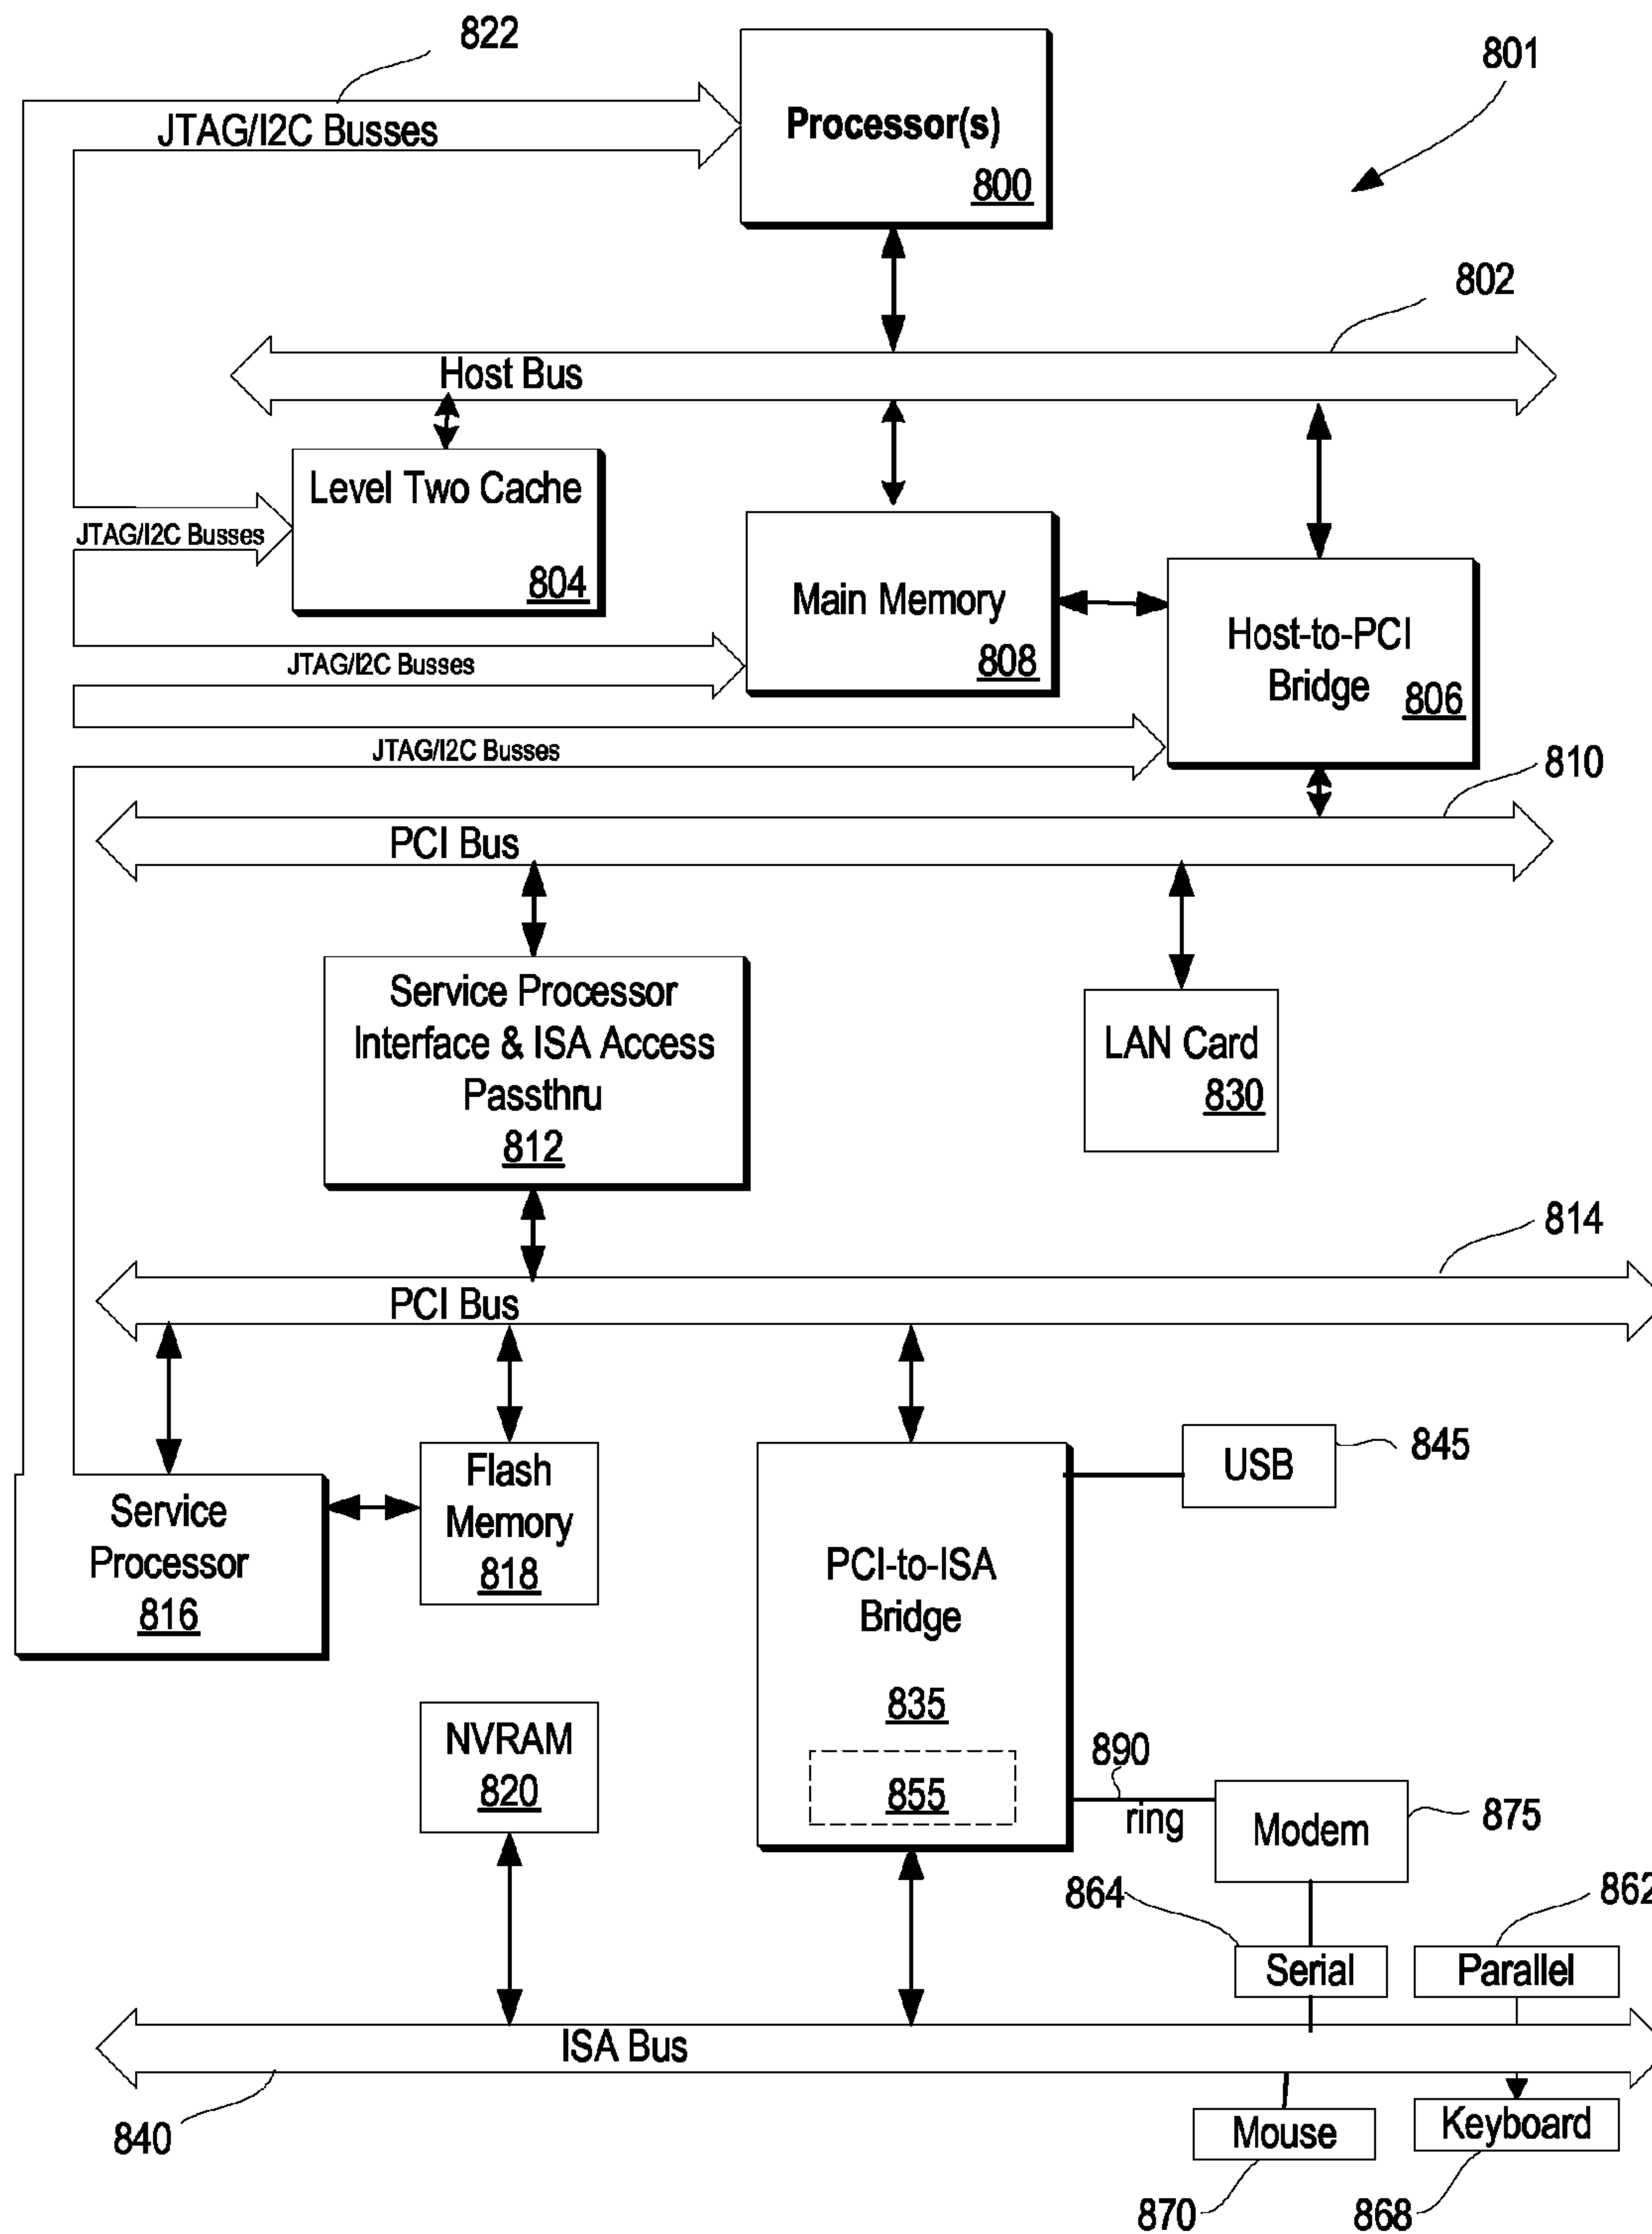 822
801
JTAG/I2C Busses
Processor(s)
800
802
Host Bus
Level Two Cache
804
JTAG/I2C Busses
Main Memory
808
Host-to-PCI
Bridge
806
JTAG/I2C Busses
JTAG/I2C Busses
810
PCI Bus
Service Processor
Interface & ISA Access
Passthru
812
LAN Card
830
814
PCI Bus
Service
Processor
816
Flash
Memory
818
USB
845
PCI-to-ISA
Bridge
835
855
NVRAM
820
890
ring
Modem
875
864
862
Serial
Parallel
ISA Bus
840
Mouse
Keyboard
870
868